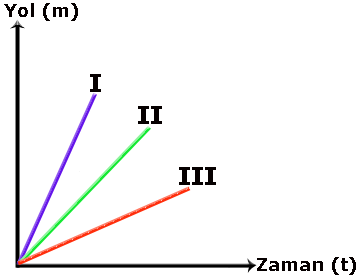 Yol (m)
I
II
III
Zaman (t)